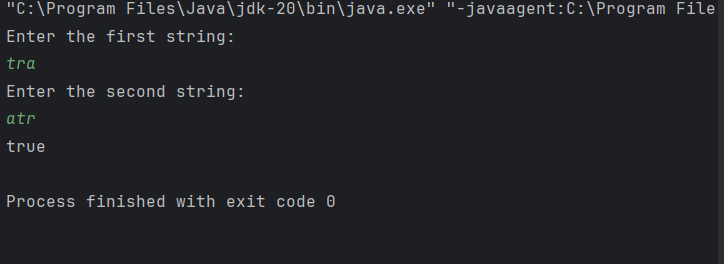 "C:\Program Files\Java\jdk-20\bin\java.exe" "-javaagent:C:\Program File
Enter the first string:
tra
Enter the second string:
atr
true
Process finished with exit code 0